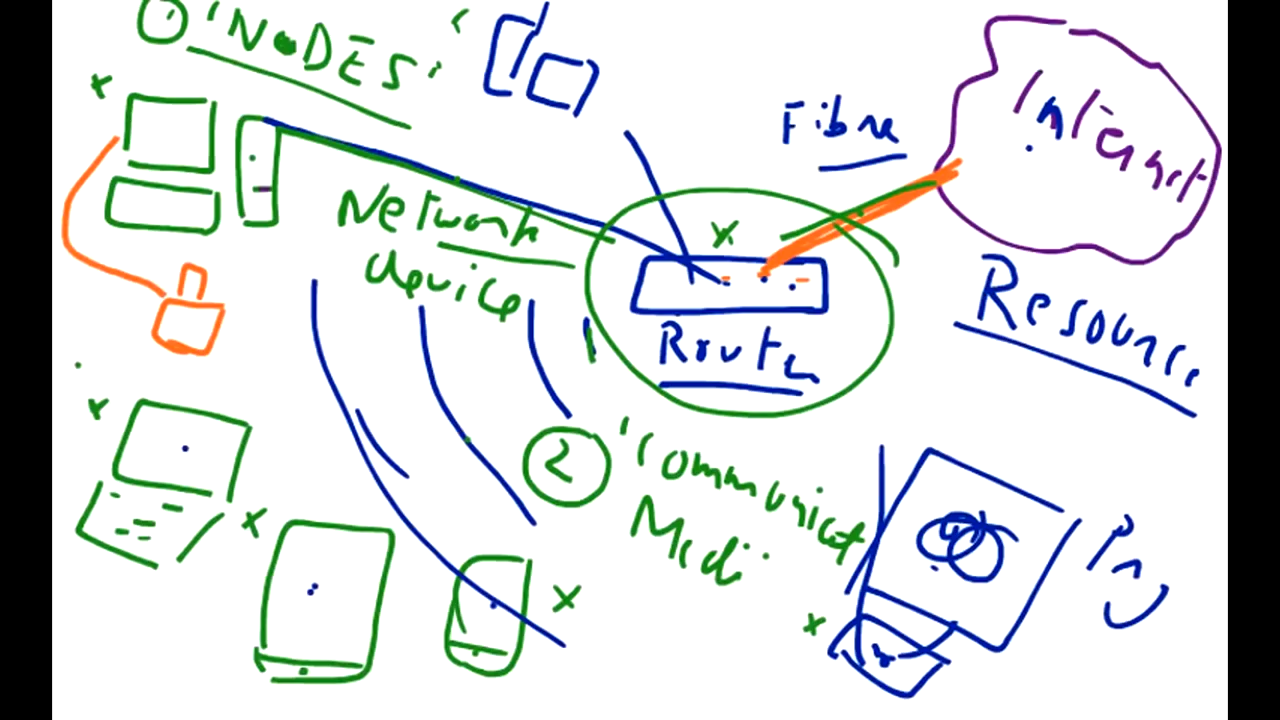 ① 'NODES'
Fibre
Internet
Network
device
Router
Resource
② 'Communicat
Medi